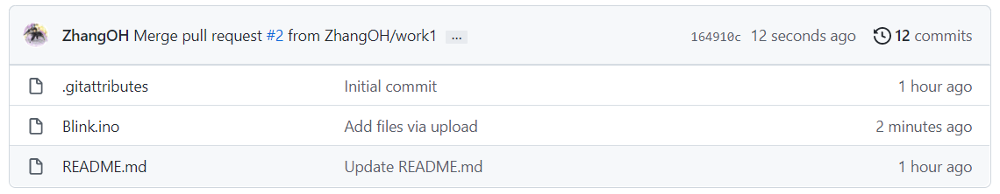 ZhangOH Merge pull request #2 from ZhangOH/work1 ... 164910c 12 seconds ago 12 commits
.gitattributes Initial commit 1 hour ago
Blink.ino Add files via upload 2 minutes ago
README.md Update README.md 1 hour ago